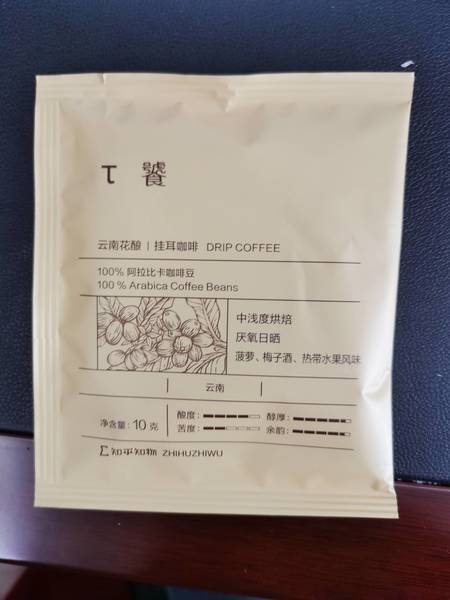 τ 饕
云南花酿 | 挂耳咖啡 DRIP COFFEE
100% 阿拉比卡咖啡豆
100 % Arabica Coffee Beans
中浅度烘焙
厌氧日晒
菠萝、梅子酒、热带水果风味
云南
净含量: 10 克
酸度: 醇厚:
苦度: 余韵:
知乎知物 ZHIHUZHIWU